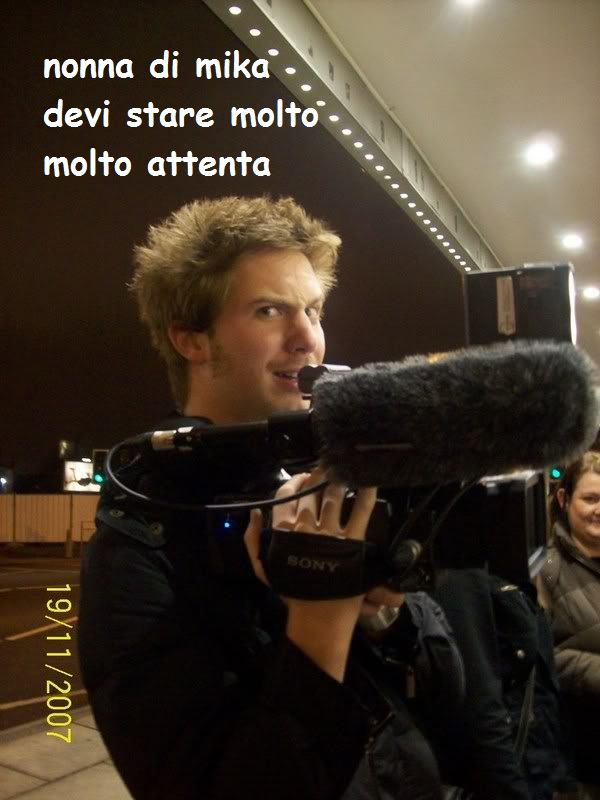 nonna di mika
devi stare molto
molto attenta
SONY
19/11/2007